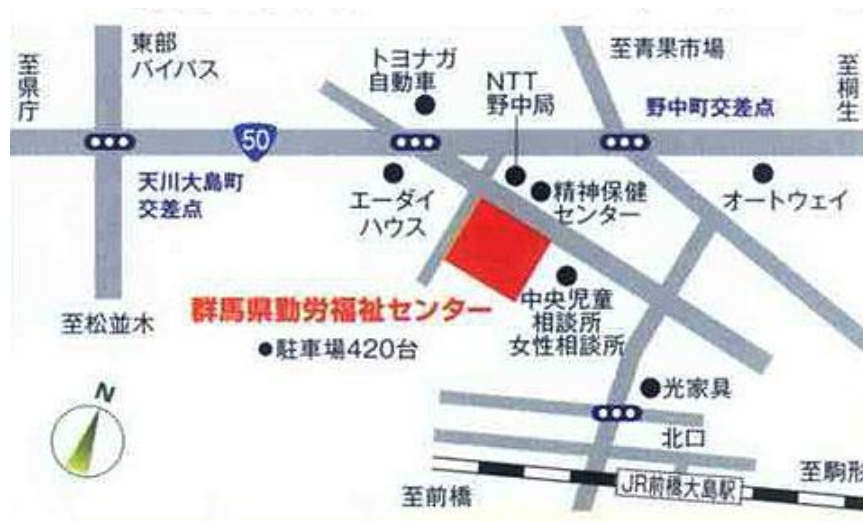 東部
バイパス
至県庁
トヨナガ
自動車
NTT
野中局
至青果市場
至桐生
野中町交差点
50
天川大島町
交差点
エーダイ
ハウス
精神保健
センター
オートウェイ
群馬県勤労福祉センター
●駐車場420台
中央児童
相談所
女性相談所
至松並木
N
光家具
北口
JR前橋大島駅
至前橋
至駒形